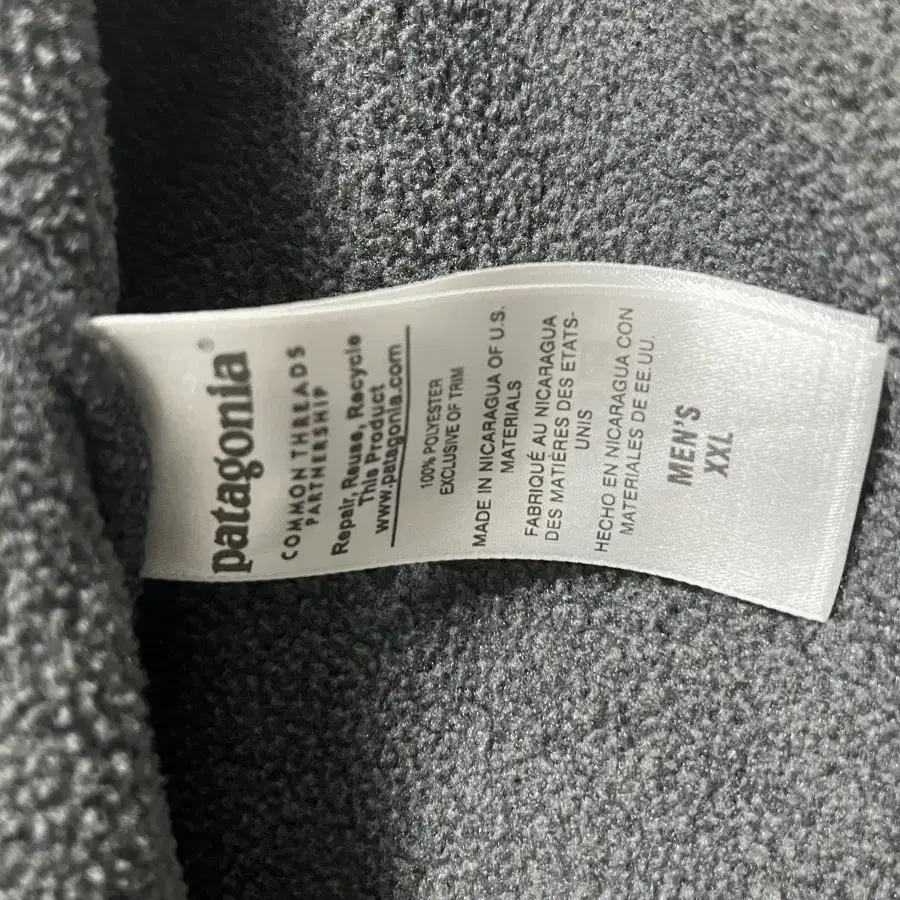 patagonia®
COMMON THREADS
PARTNERSHIP
Repair, Reuse, Recycle
This Product
www.patagonia.com
100% POLYESTER
EXCLUSIVE OF TRIM
MADE IN NICARAGUA OF U.S.
MATERIALS
FABRIQUÉ AU NICARAGUA
DES MATIÈRES DES ETATS-
UNIS
HECHO EN NICARAGUA CON
MATERIALES DE EE.UU.
MEN'S
XXL